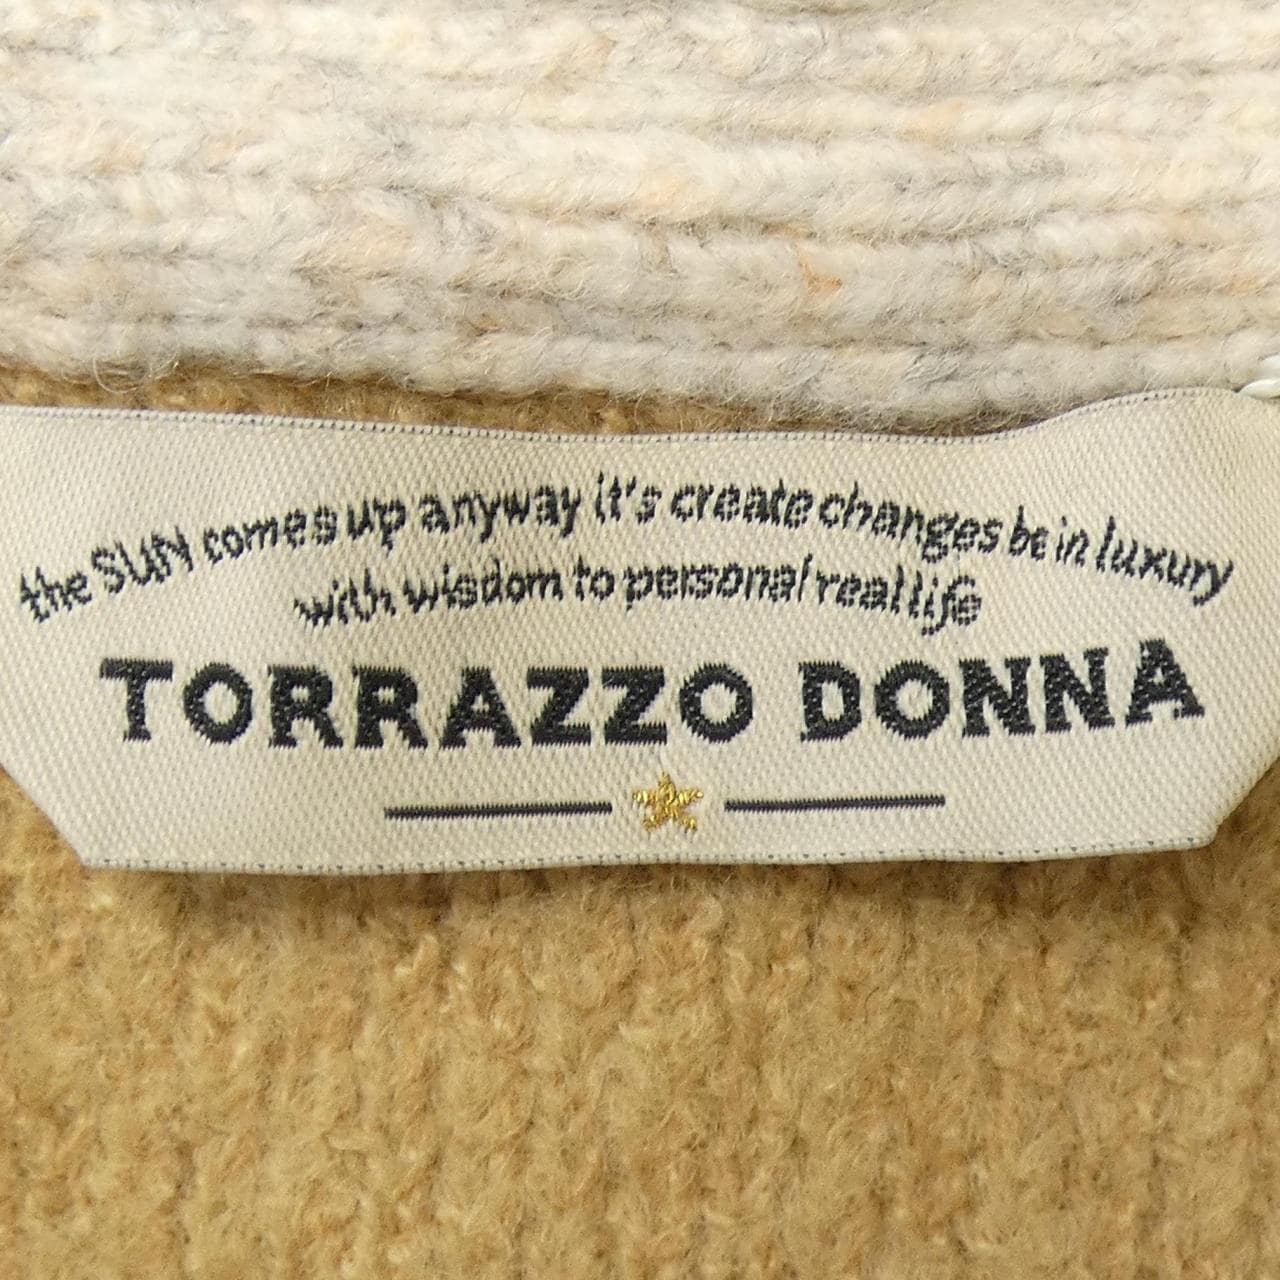 the SUN comes up anyway it's create changes be in luxury
with wisdom to personal real life
TORRAZZO DONNA